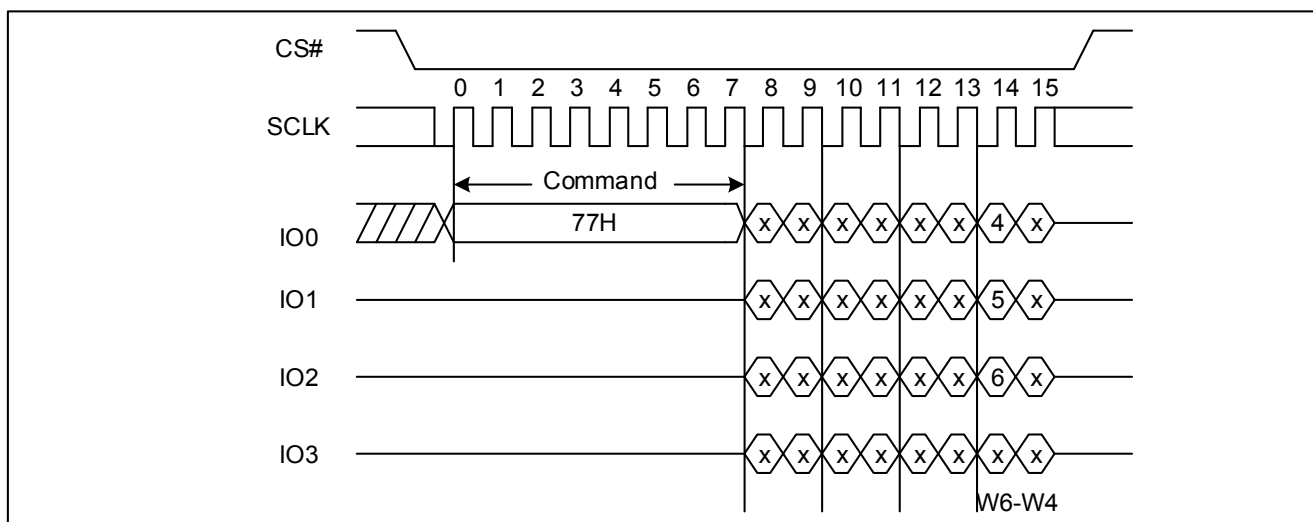 CS#
0 1 2 3 4 5 6 7 8 9 10 11 12 13 14 15
SCLK
Command
IO0 77H x x x x x x 4 x
IO1 x x x x x x 5 x
IO2 x x x x x x 6 x
IO3 x x x x x x x x
W6-W4